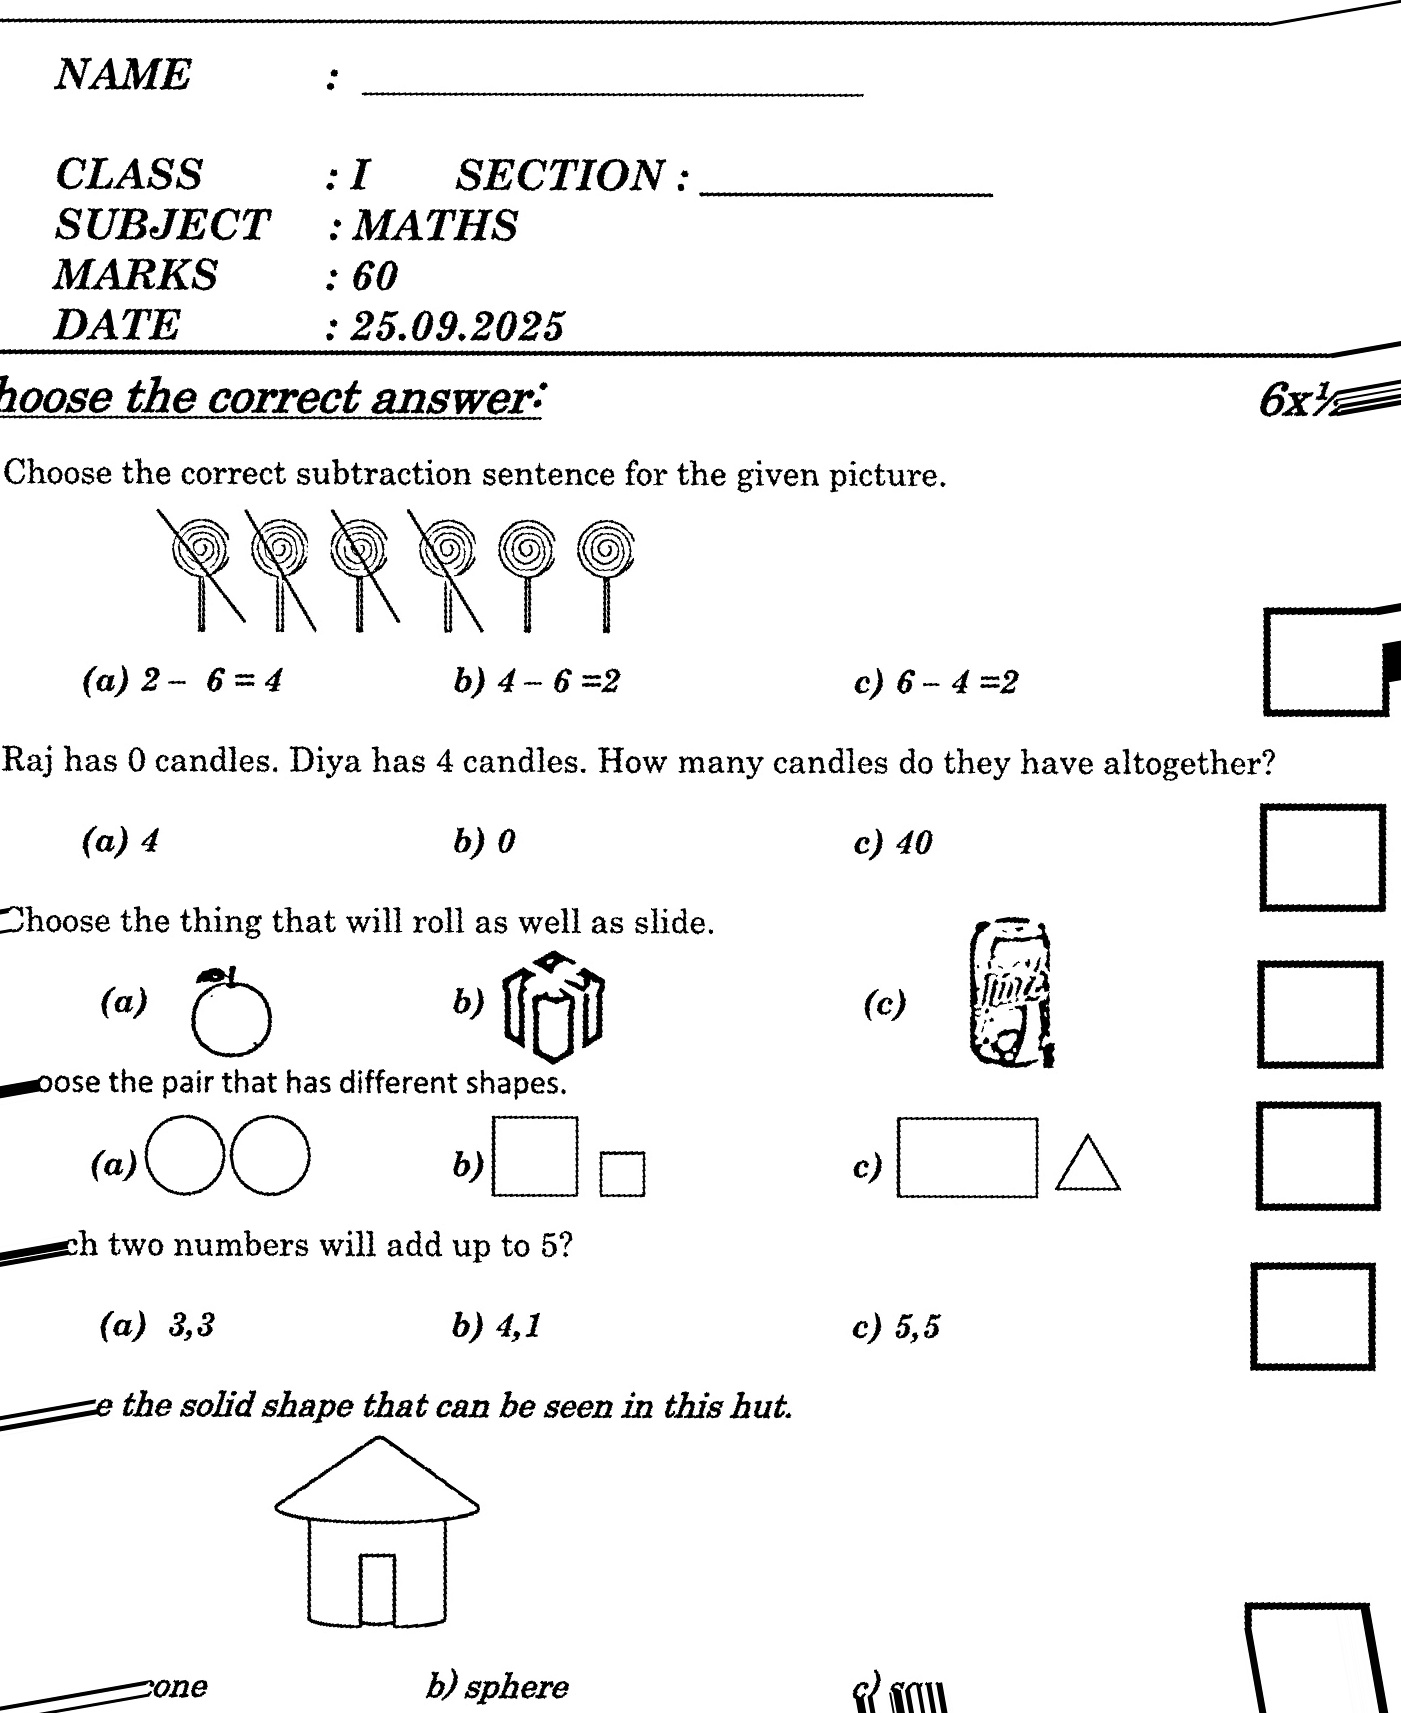 NAME : 
CLASS : I SECTION : 
SUBJECT : MATHS
MARKS : 60
DATE : 25.09.2025
hoose the correct answer: 6x½
Choose the correct subtraction sentence for the given picture.
(a) 2 – 6 = 4 b) 4 – 6 =2 c) 6 – 4 =2
Raj has 0 candles. Diya has 4 candles. How many candles do they have altogether?
(a) 4 b) 0 c) 40
Choose the thing that will roll as well as slide.
(a) b) (c)
oose the pair that has different shapes.
(a) b) c)
ch two numbers will add up to 5?
(a) 3,3 b) 4,1 c) 5,5
e the solid shape that can be seen in this hut.
cone b) sphere c)